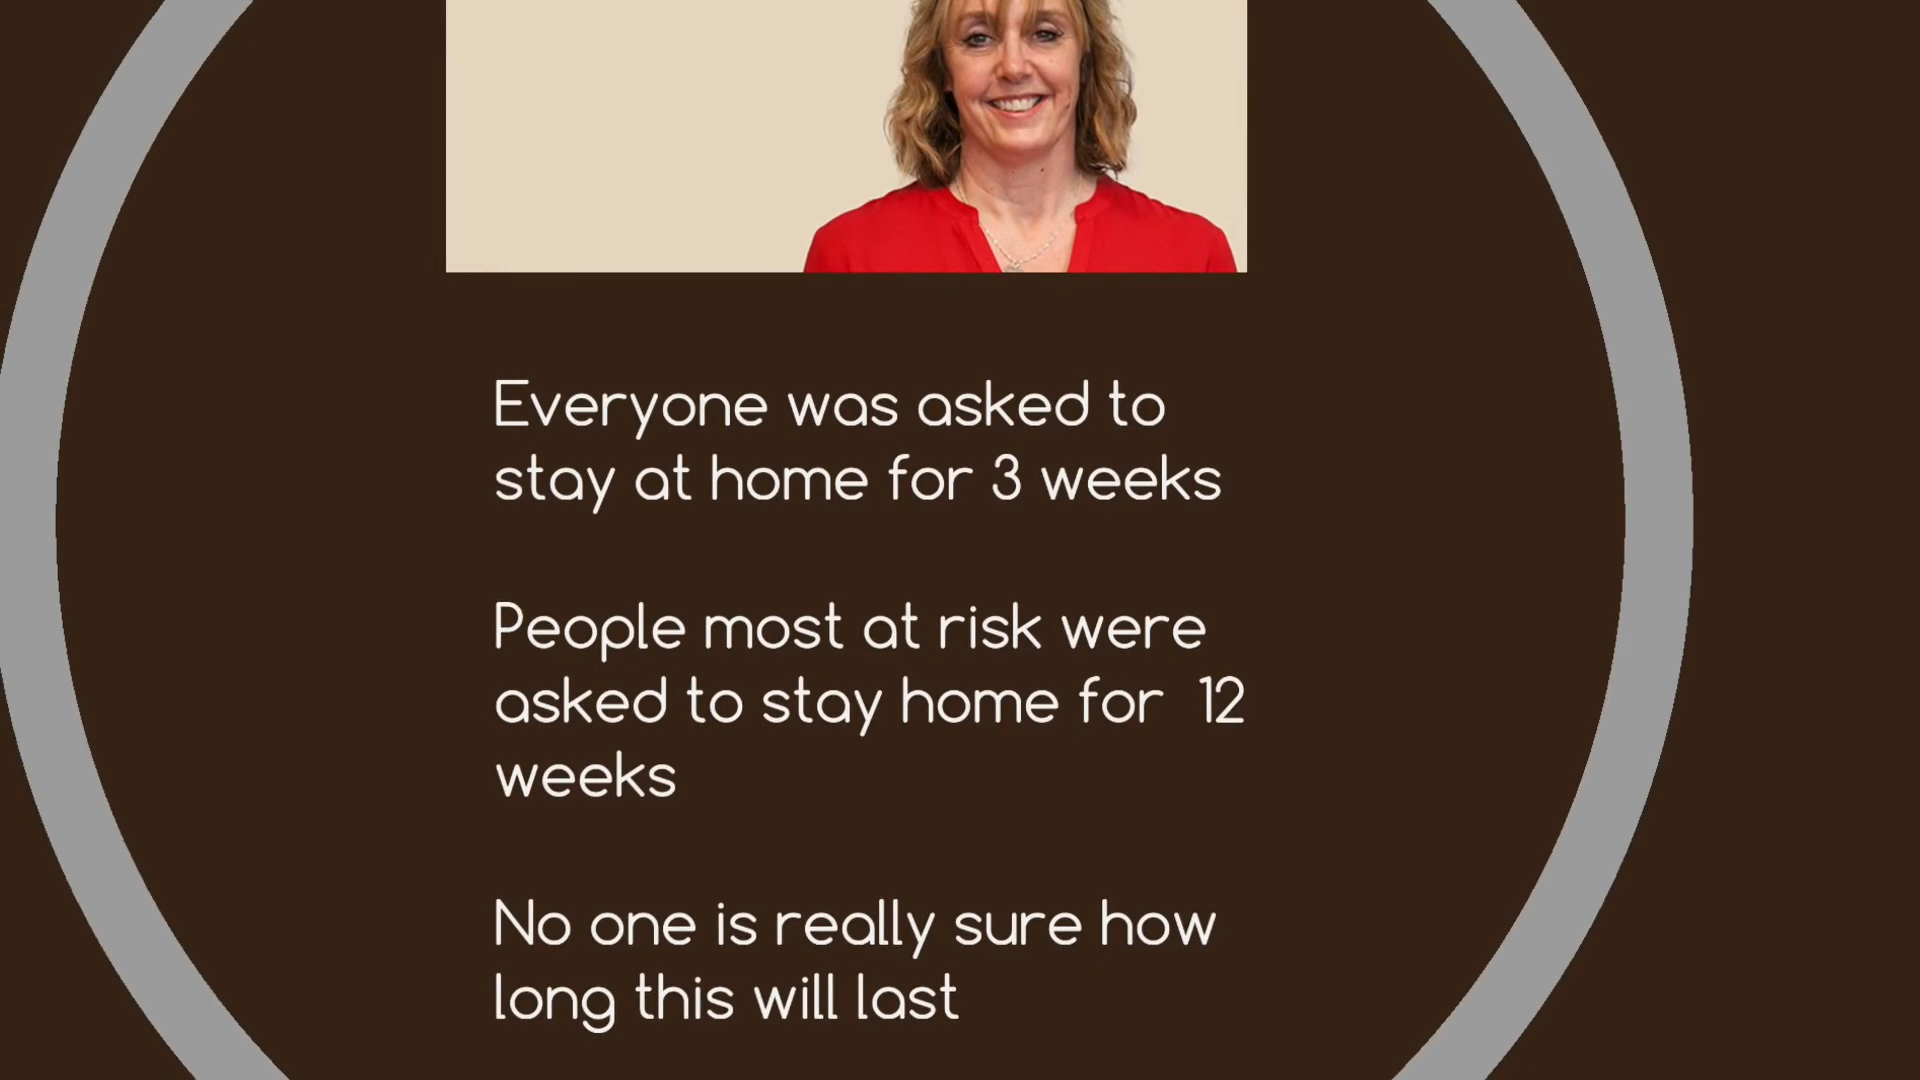 Everyone was asked to
stay at home for 3 weeks
People most at risk were
asked to stay home for  12
weeks
No one is really sure how
long this will last